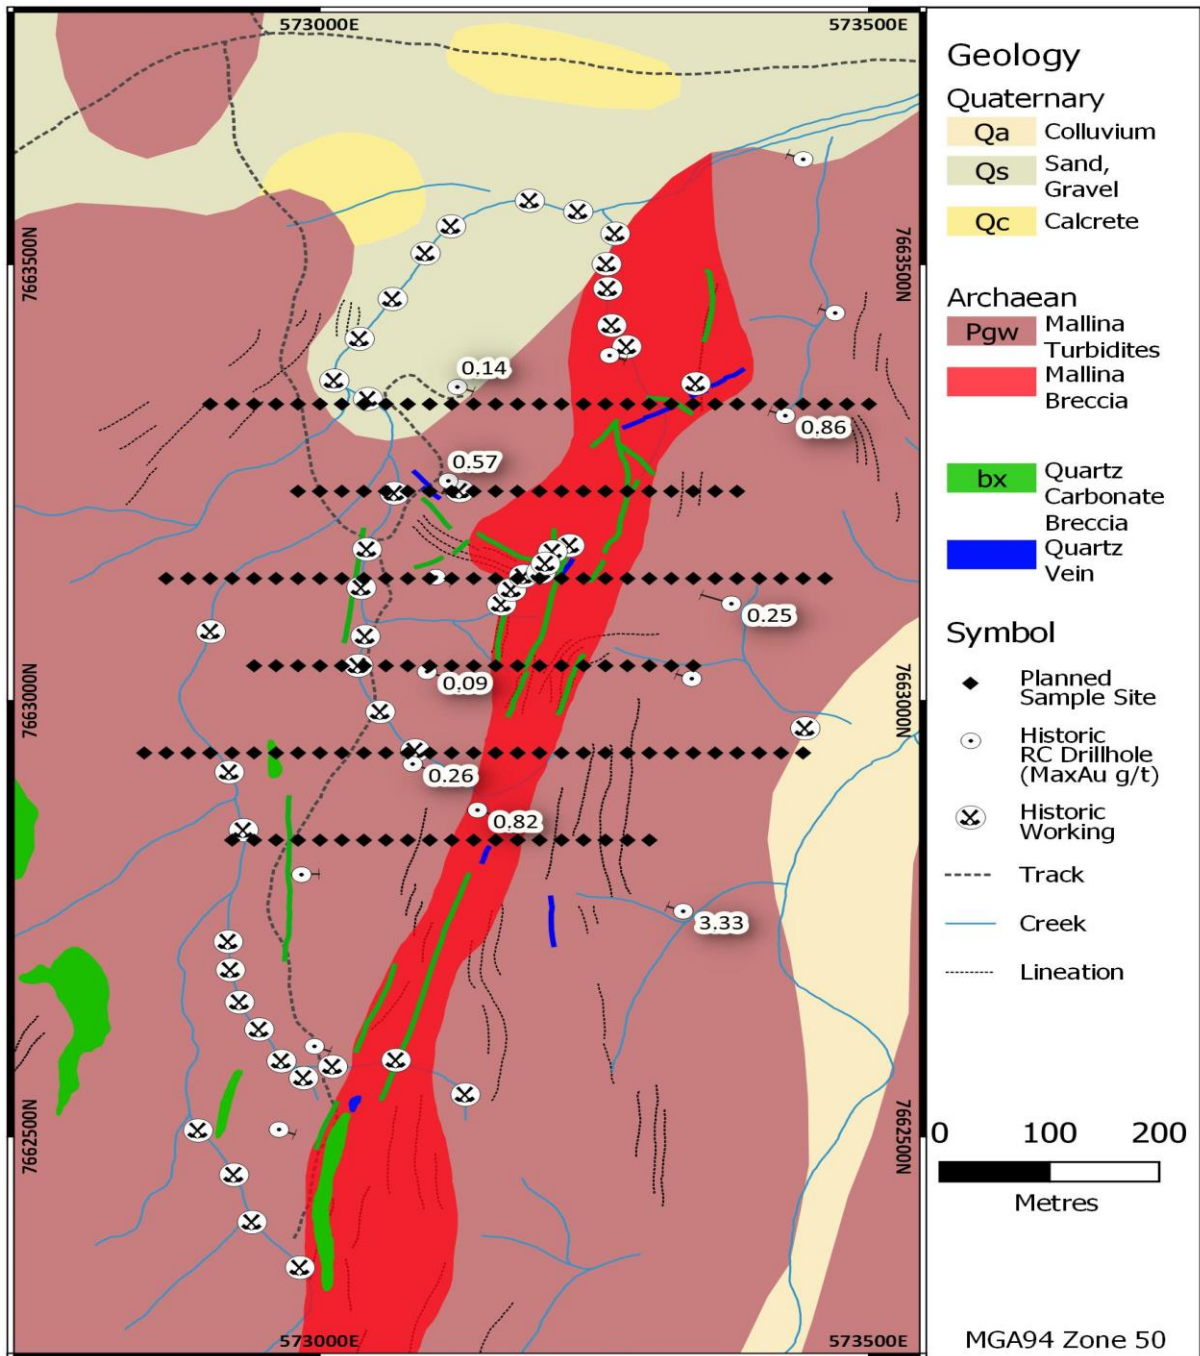 573000E
573500E
7663500N
7663500N
0.14
0.86
0.57
0.25
7663000N
7663000N
0.09
0.26
0.82
3.33
7662500N
7662500N
573000E
573500E
Geology
Quaternary
Qa Colluvium
Qs Sand,
Gravel
Qc Calcrete
Archaean
Pgw Mallina
Turbidites
Mallina
Breccia
bx Quartz
Carbonate
Breccia
Quartz
Vein
Symbol
Planned
Sample Site
Historic
RC Drillhole
(MaxAu g/t)
Historic
Working
Track
Creek
Lineation
0 100 200
Metres
MGA94 Zone 50